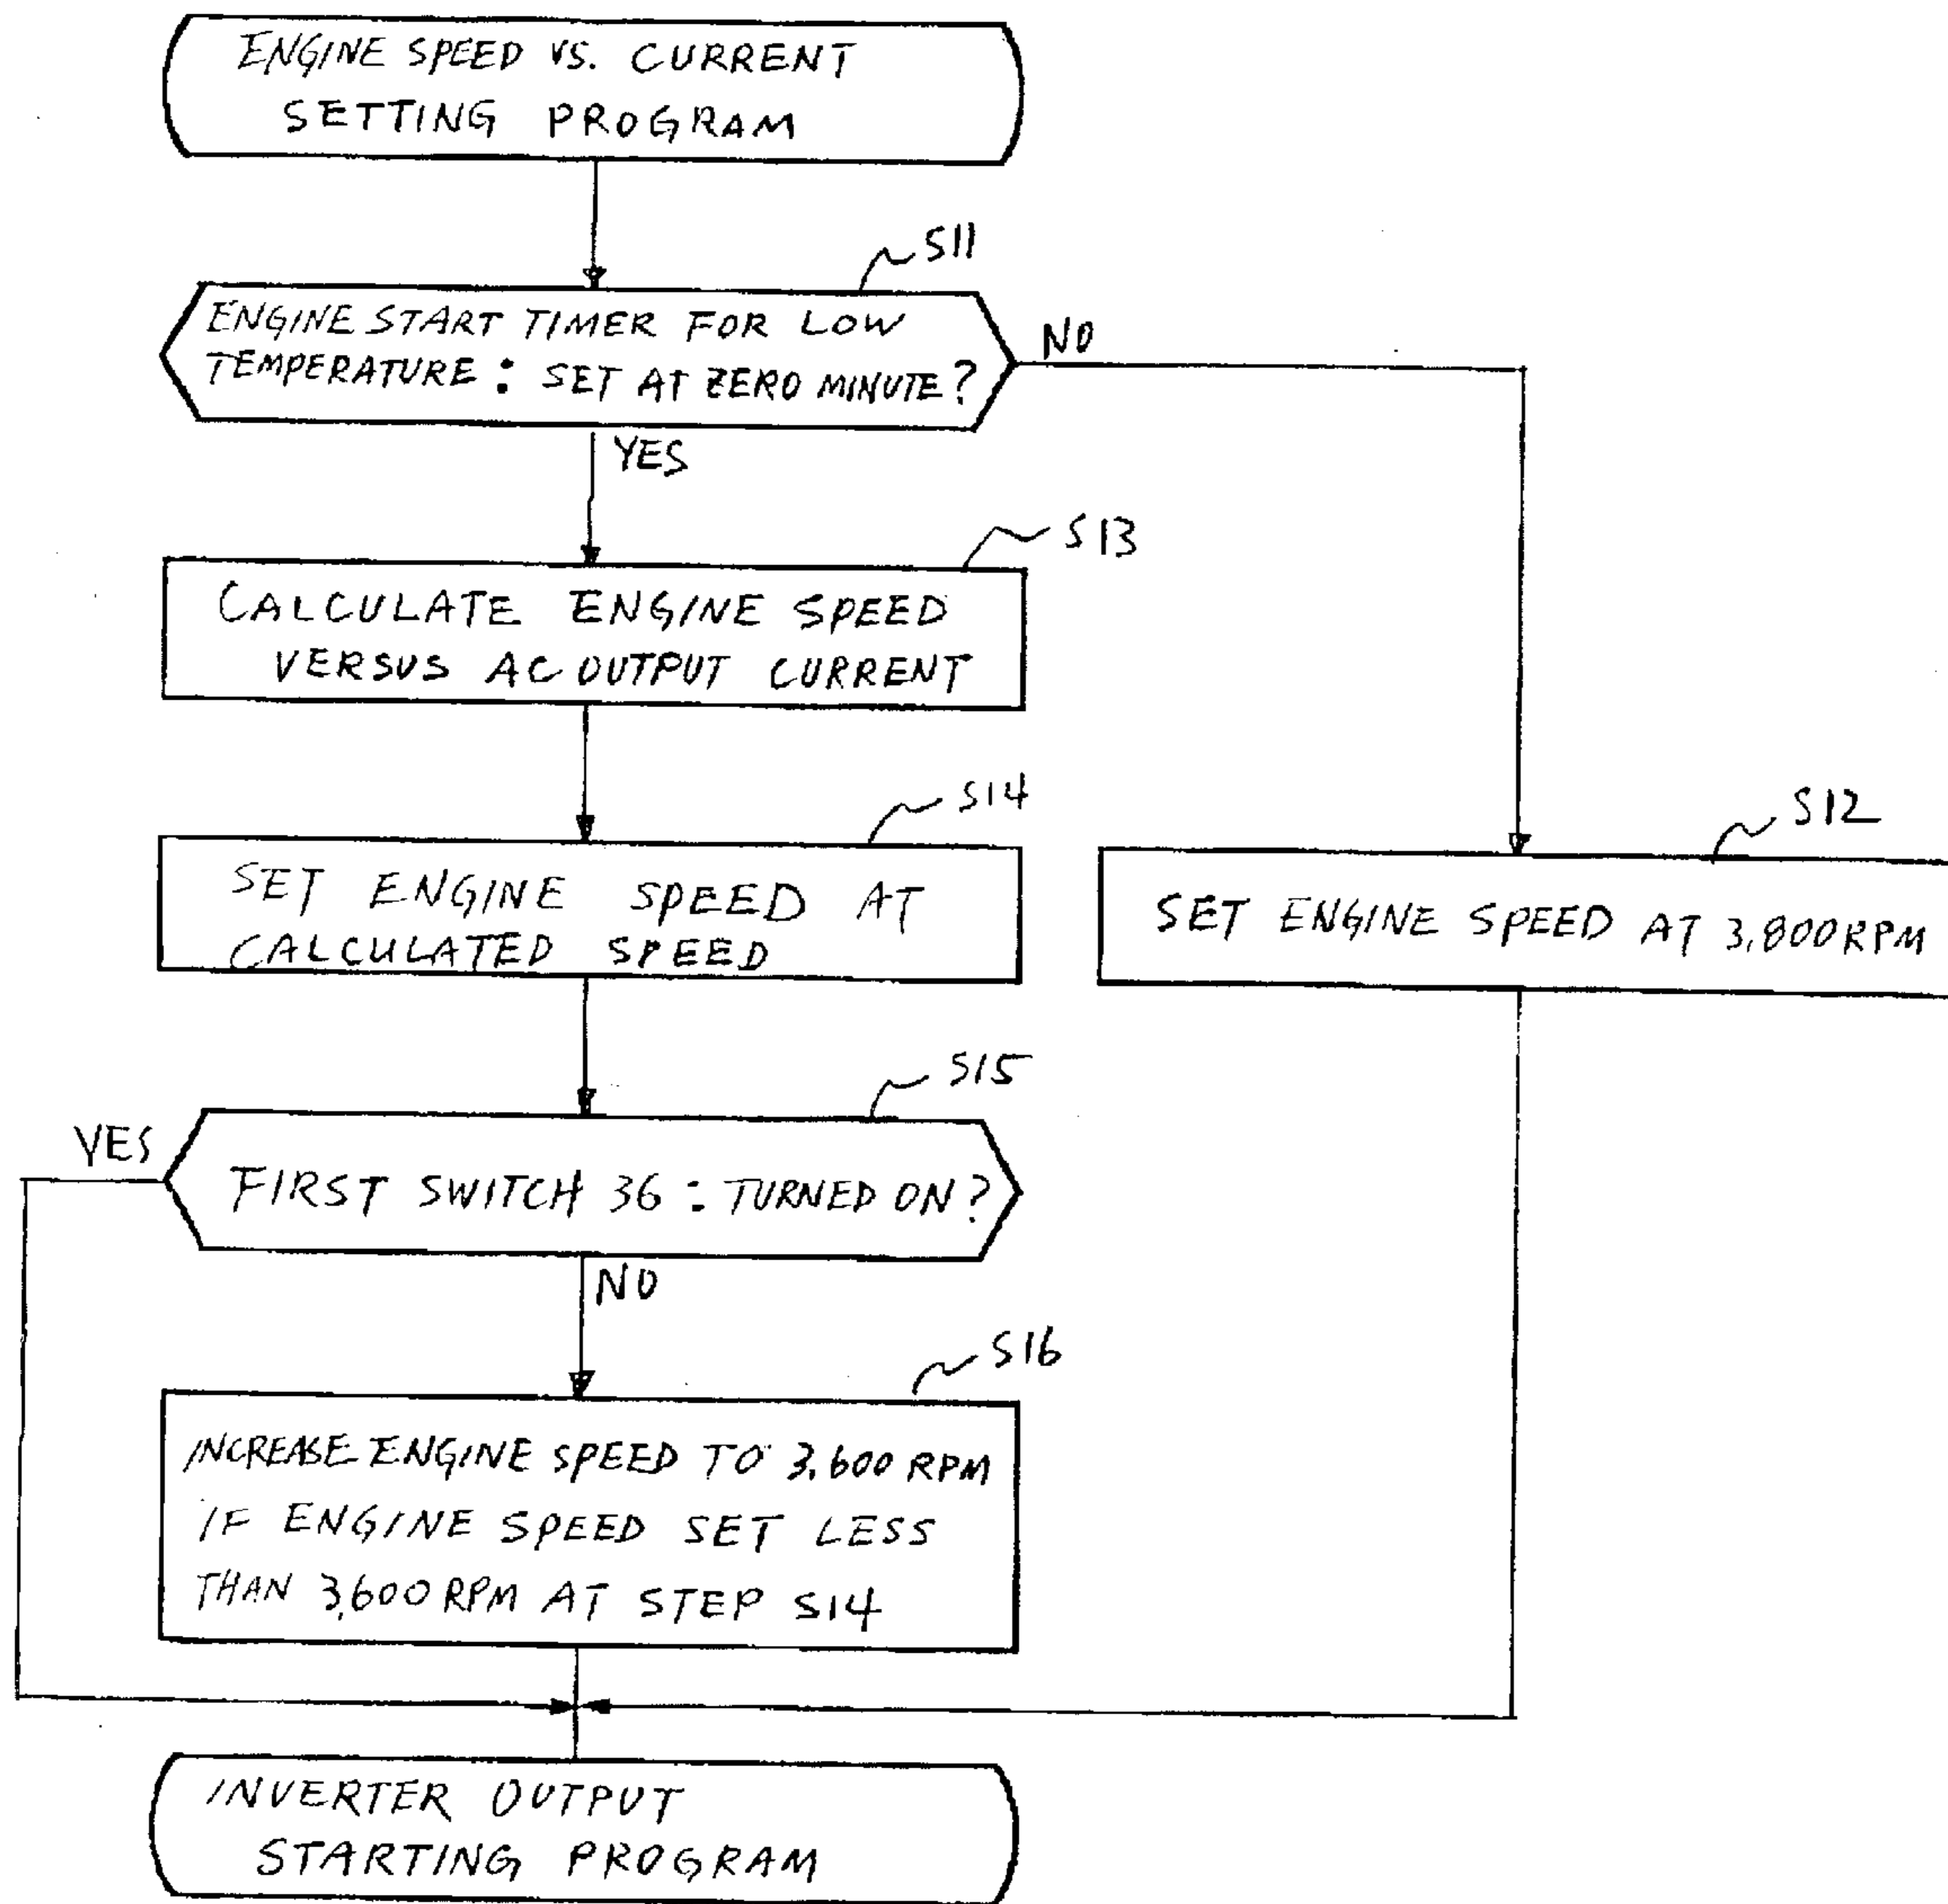 ENGINE SPEED VS. CURRENT
SETTING PROGRAM
S11
ENGINE START TIMER FOR LOW
TEMPERATURE : SET AT ZERO MINUTE?
NO
YES
S13
CALCULATE ENGINE SPEED
VERSUS AC OUTPUT CURRENT
S14
SET ENGINE SPEED AT
CALCULATED SPEED
S12
SET ENGINE SPEED AT 3,800 RPM
S15
YES
FIRST SWITCH 36 : TURNED ON?
NO
S16
INCREASE ENGINE SPEED TO 3,600 RPM
IF ENGINE SPEED SET LESS
THAN 3,600 RPM AT STEP S14
INVERTER OUTPUT
STARTING PROGRAM